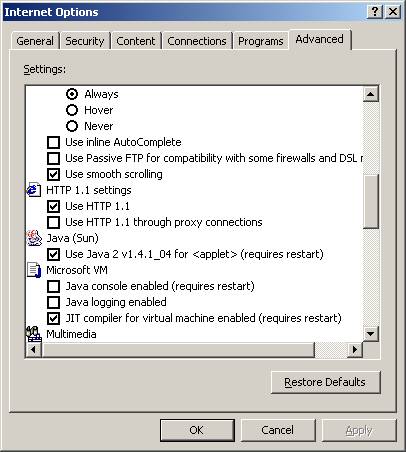 Internet Options
General Security Content Connections Programs Advanced
Settings:
Always
Hover
Never
Use inline AutoComplete
Use Passive FTP for compatibility with some firewalls and DSL
Use smooth scrolling
HTTP 1.1 settings
Use HTTP 1.1
Use HTTP 1.1 through proxy connections
Java (Sun)
Use Java 2 v1.4.1_04 for <applet> (requires restart)
Microsoft VM
Java console enabled (requires restart)
Java logging enabled
JIT compiler for virtual machine enabled (requires restart)
Multimedia
Restore Defaults
OK Cancel Apply